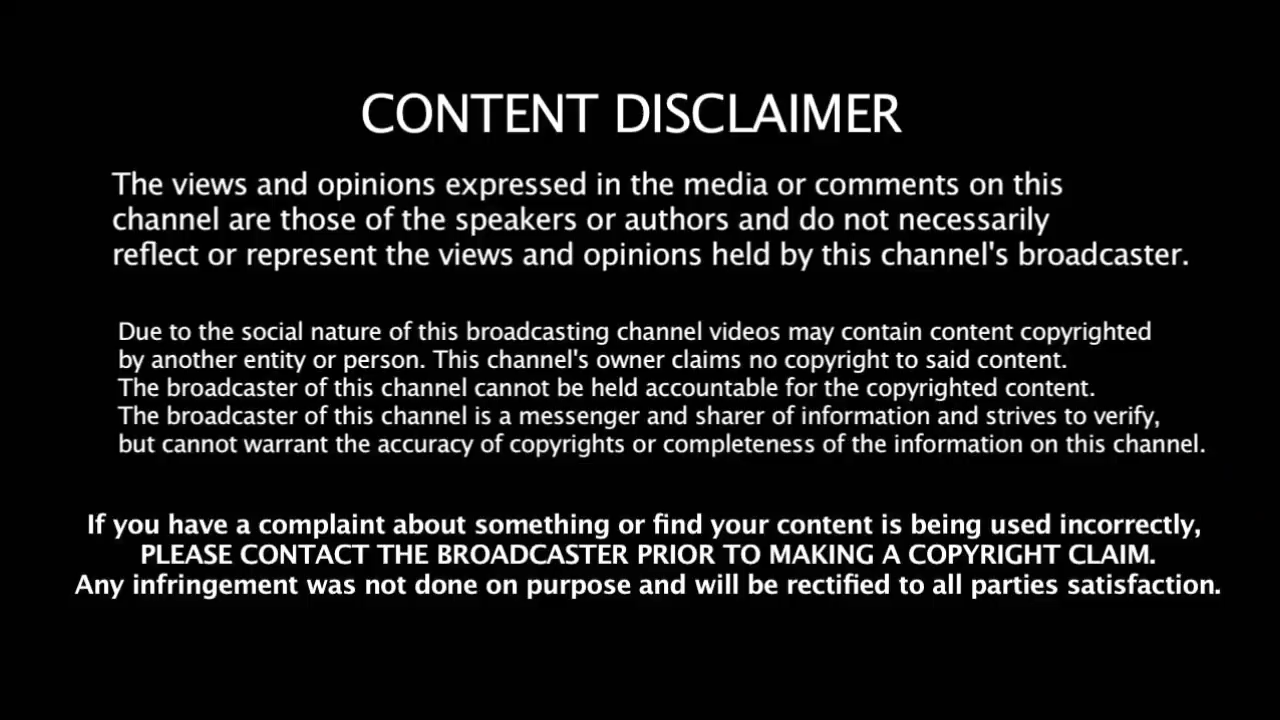 CONTENT DISCLAIMER
The views and opinions expressed in the media or comments on this
channel are those of the speakers or authors and do not necessarily
reflect or represent the views and opinions held by this channel's broadcaster.
Due to the social nature of this broadcasting channel videos may contain content copyrighted
by another entity or person. This channel's owner claims no copyright to said content.
The broadcaster of this channel cannot be held accountable for the copyrighted content.
The broadcaster of this channel is a messenger and sharer of information and strives to verify,
but cannot warrant the accuracy of copyrights or completeness of the information on this channel.
If you have a complaint about something or find your content is being used incorrectly,
PLEASE CONTACT THE BROADCASTER PRIOR TO MAKING A COPYRIGHT CLAIM.
Any infringement was not done on purpose and will be rectified to all parties satisfaction.